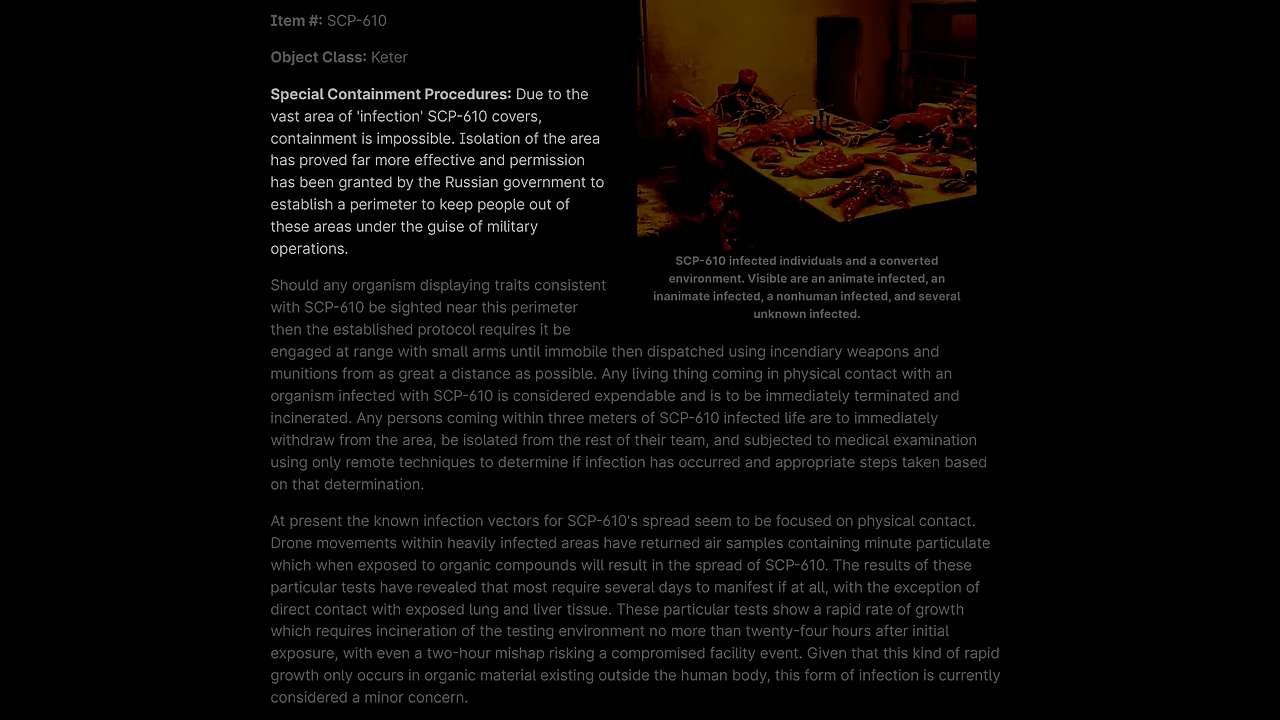 Item #: SCP-610
Object Class: Keter
Special Containment Procedures: Due to the
vast area of 'infection' SCP-610 covers,
containment is impossible. Isolation of the area
has proved far more effective and permission
has been granted by the Russian government to
establish a perimeter to keep people out of
these areas under the guise of military
operations.
SCP-610 infected individuals and a converted
environment. Visible are an animate infected, an
inanimate infected, a nonhuman infected, and several
unknown infected.
Should any organism displaying traits consistent
with SCP-610 be sighted near this perimeter
then the established protocol requires it be
engaged at range with small arms until immobile then dispatched using incendiary weapons and
munitions from as great a distance as possible. Any living thing coming in physical contact with an
organism infected with SCP-610 is considered expendable and is to be immediately terminated and
incinerated. Any persons coming within three meters of SCP-610 infected life are to immediately
withdraw from the area, be isolated from the rest of their team, and subjected to medical examination
using only remote techniques to determine if infection has occurred and appropriate steps taken based
on that determination.
At present the known infection vectors for SCP-610's spread seem to be focused on physical contact.
Drone movements within heavily infected areas have returned air samples containing minute particulate
which when exposed to organic compounds will result in the spread of SCP-610. The results of these
particular tests have revealed that most require several days to manifest if at all, with the exception of
direct contact with exposed lung and liver tissue. These particular tests show a rapid rate of growth
which requires incineration of the testing environment no more than twenty-four hours after initial
exposure, with even a two-hour mishap risking a compromised facility event. Given that this kind of rapid
growth only occurs in organic material existing outside the human body, this form of infection is currently
considered a minor concern.